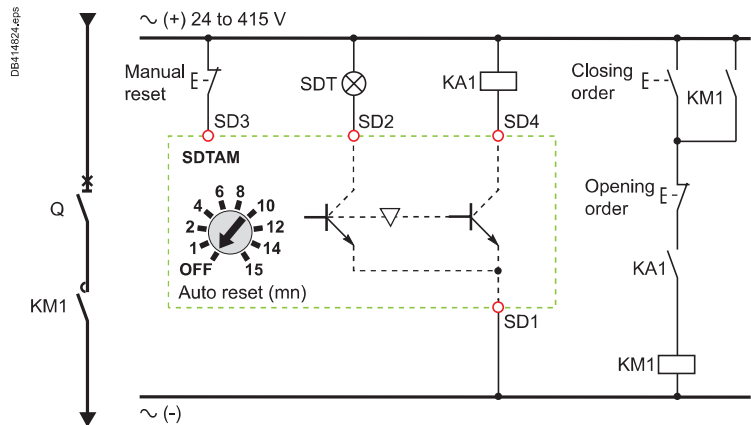 DB414824.eps
∿ (+) 24 to 415 V
Manual
reset
SDT
KA1
Closing
order
KM1
SD3
SD2
SD4
SDTAM
Q
6 8
4 10
2 12
1 14
OFF 15
Auto reset (mn)
Opening
order
KM1
KA1
SD1
KM1
∿ (-)